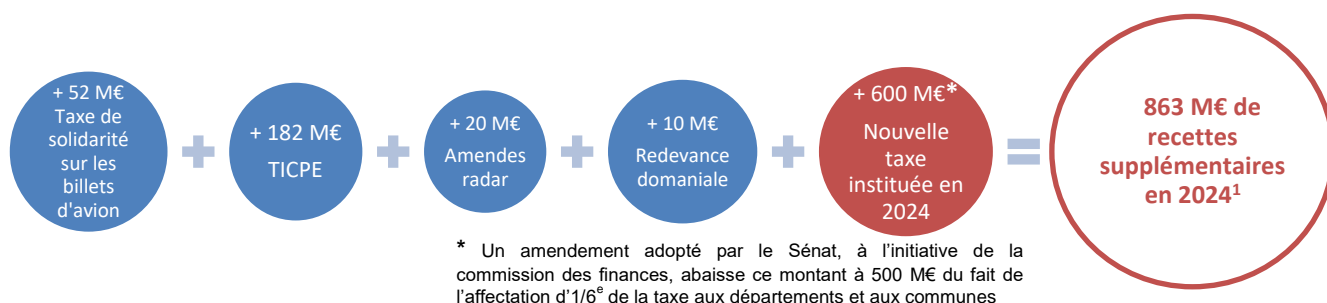 + 52 M€
Taxe de
solidarité
sur les
billets
d'avion
+
+ 182 M€
TICPE
+
+ 20 M€
Amendes
radar
+
+ 10 M€
Redevance
domaniale
+
+ 600 M€*
Nouvelle
taxe
instituée en
2024
=
863 M€ de
recettes
supplémentaires
en 2024¹
* Un amendement adopté par le Sénat, à l'initiative de la
commission des finances, abaisse ce montant à 500 M€ du fait de
l'affectation d'1/6ᵉ de la taxe aux départements et aux communes